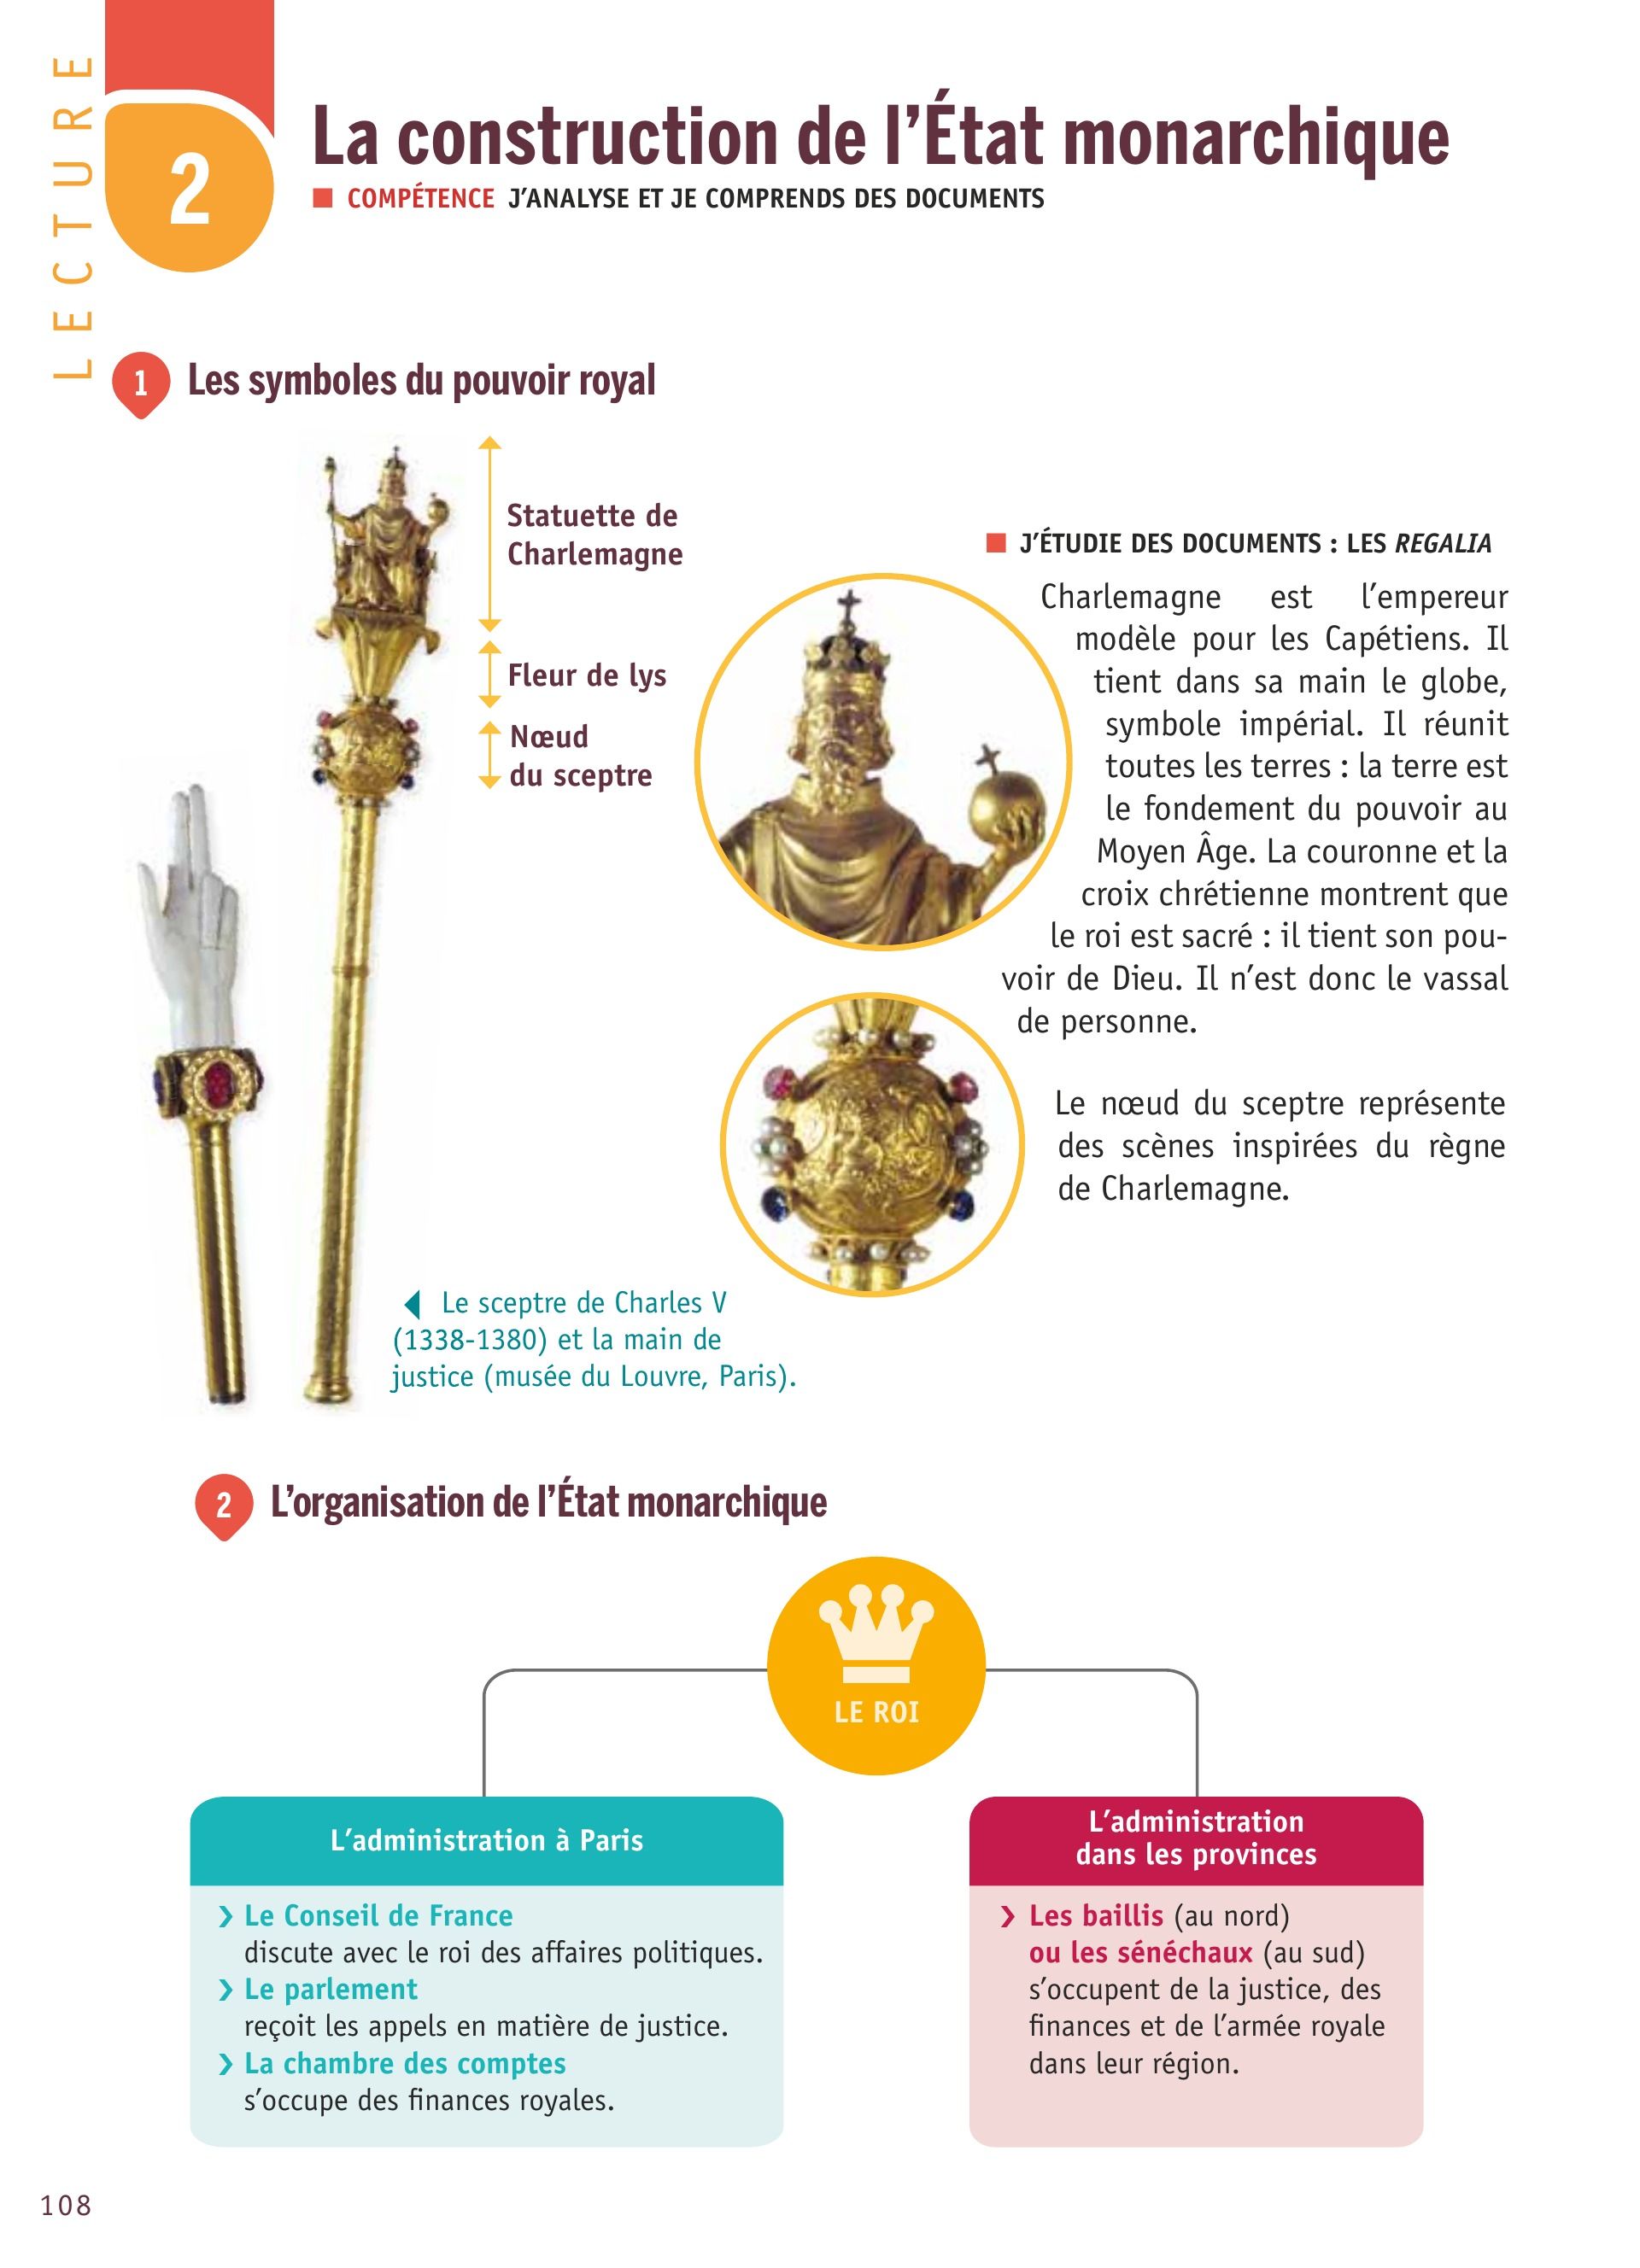 LECTURE
2
La construction de l’État monarchique
COMPÉTENCE J’ANALYSE ET JE COMPRENDS DES DOCUMENTS
1 Les symboles du pouvoir royal
Statuette de
Charlemagne
Fleur de lys
Nœud
du sceptre
J’ÉTUDIE DES DOCUMENTS : LES REGALIA
Charlemagne est l’empereur
modèle pour les Capétiens. Il
tient dans sa main le globe,
symbole impérial. Il réunit
toutes les terres : la terre est
le fondement du pouvoir au
Moyen Âge. La couronne et la
croix chrétienne montrent que
le roi est sacré : il tient son pou-
voir de Dieu. Il n’est donc le vassal
de personne.
Le nœud du sceptre représente
des scènes inspirées du règne
de Charlemagne.
Le sceptre de Charles V
(1338-1380) et la main de
justice (musée du Louvre, Paris).
2 L’organisation de l’État monarchique
LE ROI
L’administration à Paris
› Le Conseil de France
discute avec le roi des affaires politiques.
› Le parlement
reçoit les appels en matière de justice.
› La chambre des comptes
s’occupe des finances royales.
L’administration
dans les provinces
› Les baillis (au nord)
ou les sénéchaux (au sud)
s’occupent de la justice, des
finances et de l’armée royale
dans leur région.
108